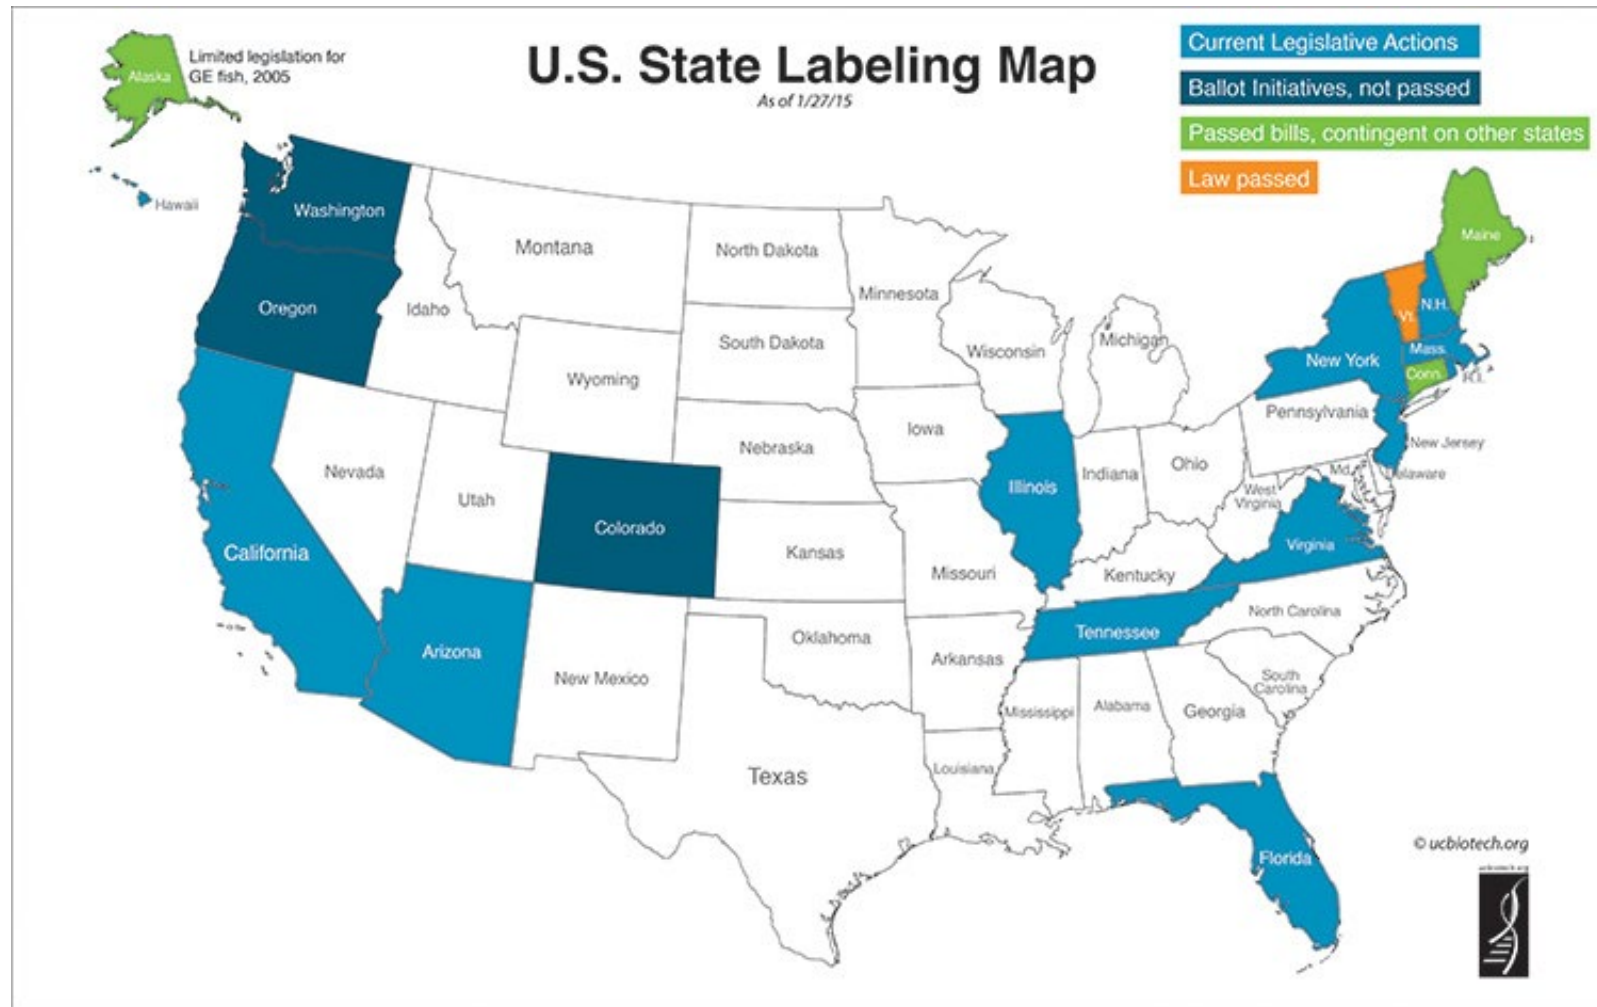 U.S. State Labeling Map
As of 1/27/15
Current Legislative Actions
Ballot Initiatives, not passed
Passed bills, contingent on other states
Law passed
Limited legislation for
GE fish, 2005
Alaska
Hawaii
Washington
Oregon
California
Idaho
Nevada
Montana
Wyoming
Utah
Arizona
Colorado
New Mexico
North Dakota
South Dakota
Nebraska
Kansas
Oklahoma
Texas
Minnesota
Iowa
Missouri
Arkansas
Louisiana
Wisconsin
Illinois
Michigan
Indiana
Ohio
Kentucky
Tennessee
Mississippi
Alabama
Georgia
Florida
South
Carolina
North Carolina
Virginia
West
Virginia
Md.
Delaware
New Jersey
Pennsylvania
New York
Conn.
R.I.
Mass.
Vt.
N.H.
Maine
© ucbiotech.org
ucbiotech.org